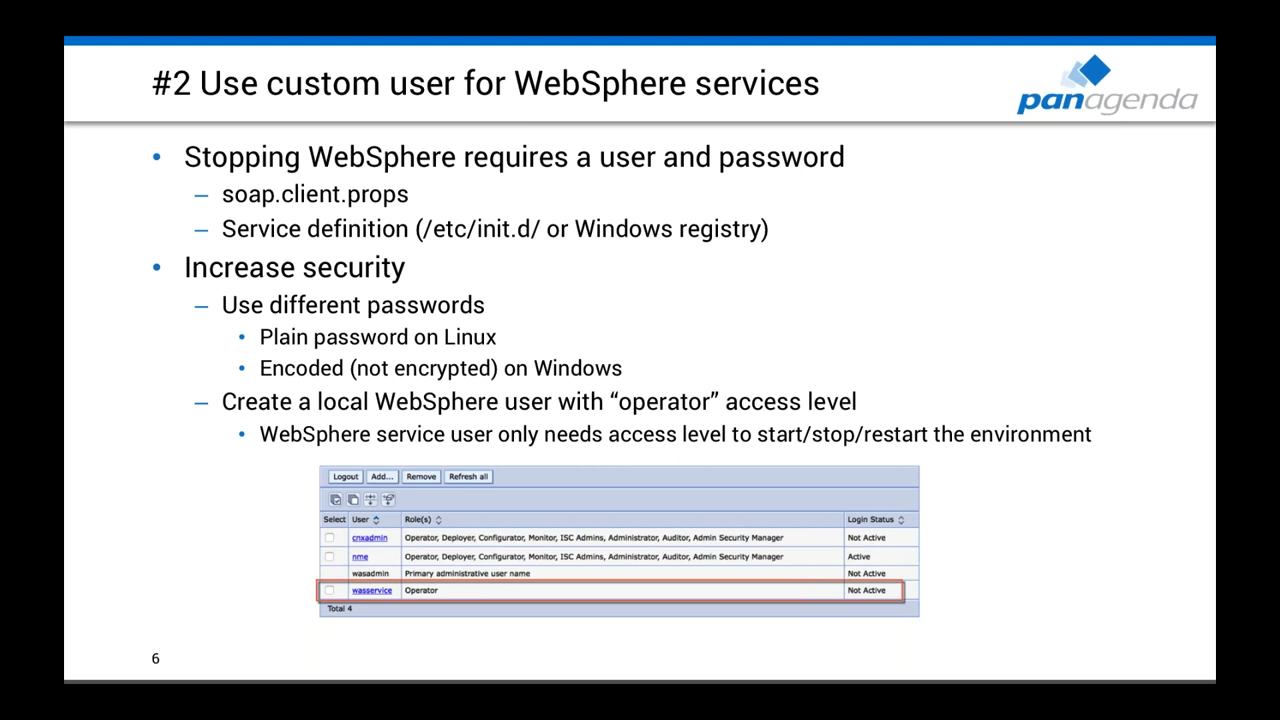 #2 Use custom user for WebSphere services
panagenda
• Stopping WebSphere requires a user and password
– soap.client.props
– Service definition (/etc/init.d/ or Windows registry)
• Increase security
– Use different passwords
• Plain password on Linux
• Encoded (not encrypted) on Windows
– Create a local WebSphere user with “operator” access level
• WebSphere service user only needs access level to start/stop/restart the environment
Logout Add... Remove Refresh all
Select User Role(s) Login Status
cnxadmin Operator, Deployer, Configurator, Monitor, ISC Admins, Administrator, Auditor, Admin Security Manager Not Active
nme Operator, Deployer, Configurator, Monitor, ISC Admins, Administrator, Auditor, Admin Security Manager Active
wasadmin Primary administrative user name Not Active
wasservice Operator Not Active
Total 4
6